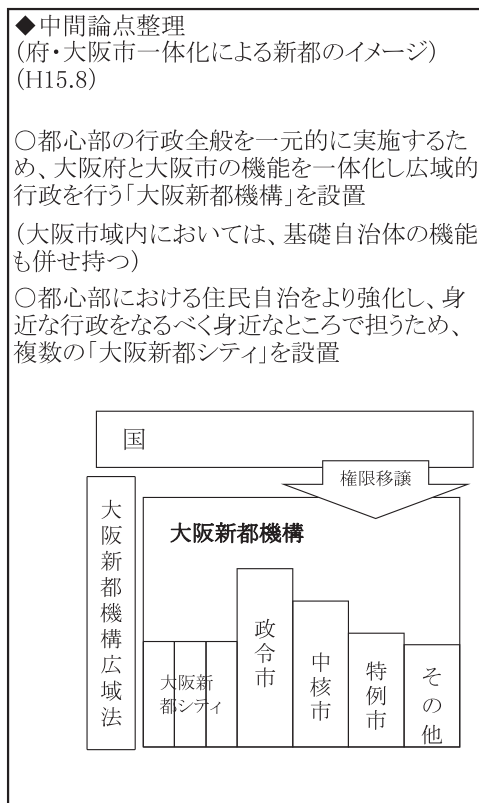 ◆中間論点整理
(府・大阪市一体化による新都のイメージ)
(H15.8)
○都心部の行政全般を一元的に実施するた
め、大阪府と大阪市の機能を一体化し広域的
行政を行う「大阪新都機構」を設置
(大阪市域内においては、基礎自治体の機能
も併せ持つ)
○都心部における住民自治をより強化し、身
近な行政をなるべく身近なところで担うため、
複数の「大阪新都シティ」を設置
国
権限移譲
大阪新都機構広域法
大阪新都機構
大阪新
都シティ
政令市
中核市
特例市
その他